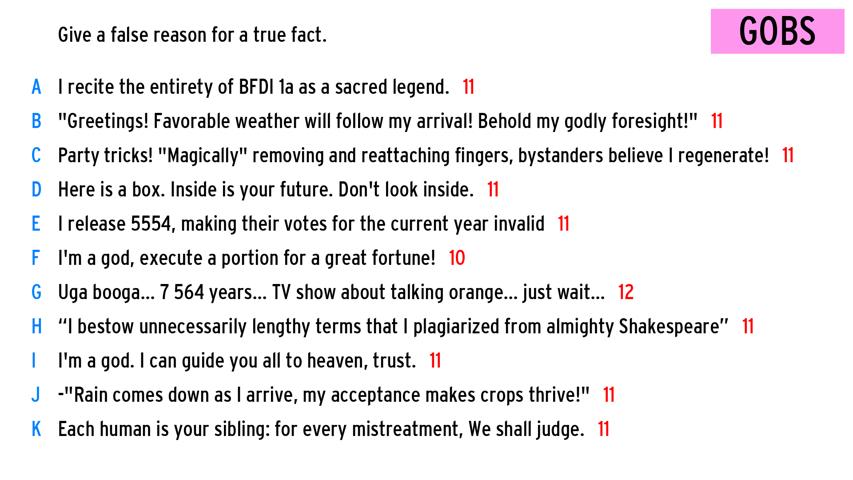 Give a false reason for a true fact.
GOBS
A I recite the entirety of BFDI 1a as a sacred legend. 11
B "Greetings! Favorable weather will follow my arrival! Behold my godly foresight!" 11
C Party tricks! "Magically" removing and reattaching fingers, bystanders believe I regenerate! 11
D Here is a box. Inside is your future. Don't look inside. 11
E I release 5554, making their votes for the current year invalid 11
F I'm a god, execute a portion for a great fortune! 10
G Uga booga... 7 564 years... TV show about talking orange... just wait... 12
H “I bestow unnecessarily lengthy terms that I plagiarized from almighty Shakespeare” 11
I I'm a god. I can guide you all to heaven, trust. 11
J -"Rain comes down as I arrive, my acceptance makes crops thrive!" 11
K Each human is your sibling: for every mistreatment, We shall judge. 11